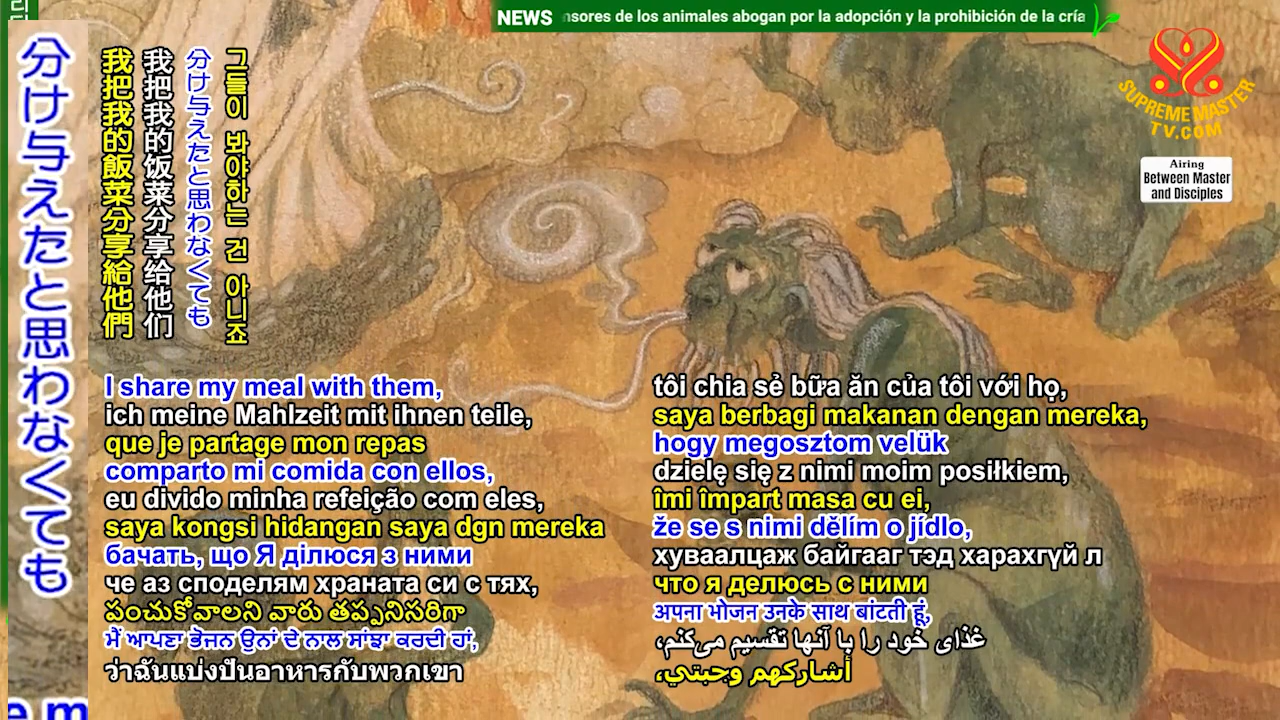 리
NEWS
nsores de los animales abogan por la adopción y la prohibición de la cría
SUPREME MASTER
TV.COM
Airing
Between Master
and Disciples
分け与えたと思わなくても
그들이 봐야하는 건 아니죠
分け与えたと思わなくても
我把我的饭菜分享给他们
我把我的飯菜分享給他們
I share my meal with them,
ich meine Mahlzeit mit ihnen teile,
que je partage mon repas
comparto mi comida con ellos,
eu divido minha refeição com eles,
saya kongsi hidangan saya dgn mereka
бачать, що Я ділюся з ними
че аз споделям храната си с тях,
పంచుకోవాలని వారు తప్పనిసరిగా
ਮੈਂ ਆਪਣਾ ਭੋਜਨ ਉਨਾਂ ਦੇ ਨਾਲ ਸਾਂਝਾ ਕਰਦੀ ਹਾਂ,
ว่าฉันแบ่งปันอาหารกับพวกเขา
tôi chia sẻ bữa ăn của tôi với họ,
saya berbagi makanan dengan mereka,
hogy megosztom velük
dzielę się z nimi moim posiłkiem,
îmi împart masa cu ei,
že se s nimi dělím o jídlo,
хуваалцаж байгааг тэд харахгүй л
что я делюсь с ними
अपना भोजन उनके साथ बांटती हूं,
غذای خود را با آنها تقسیم می‌کنم،
أشاركهم وجبتي،
e m